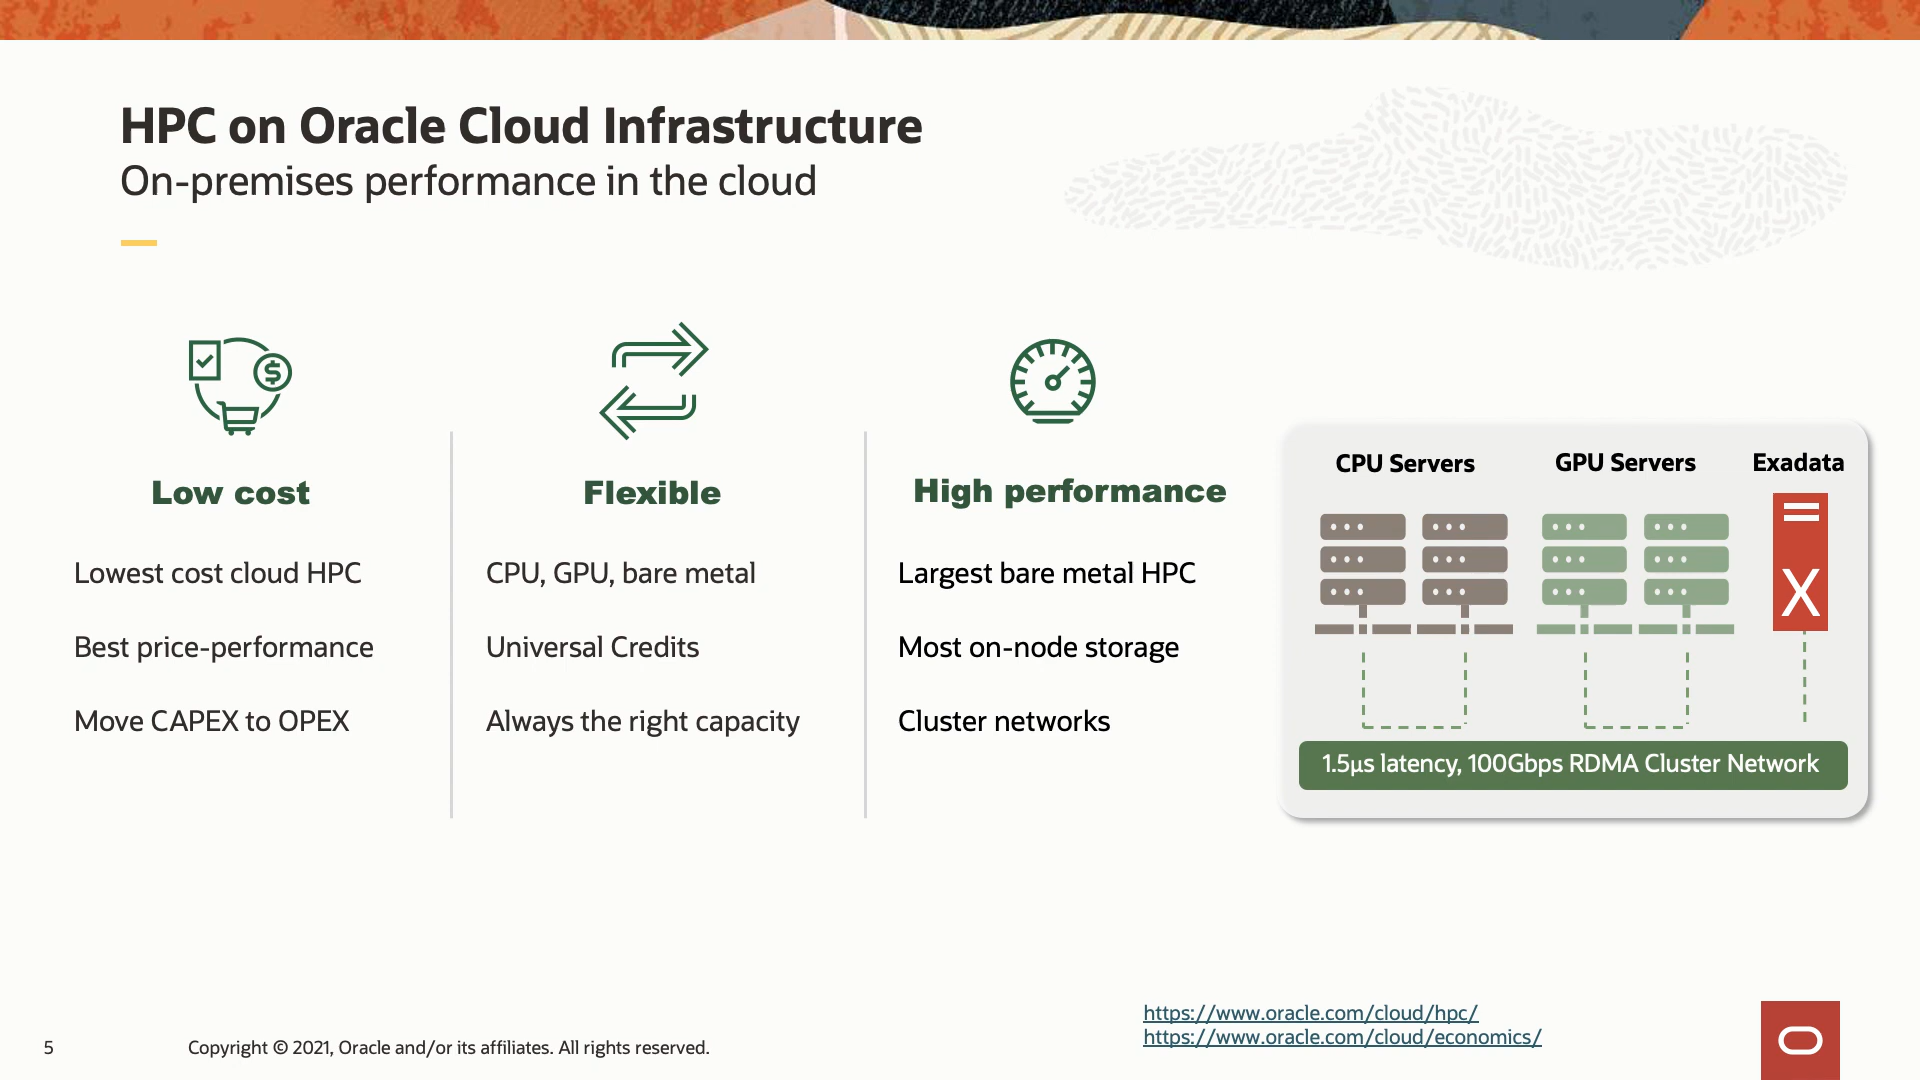 HPC on Oracle Cloud Infrastructure
On-premises performance in the cloud
Low cost
Lowest cost cloud HPC
Best price-performance
Move CAPEX to OPEX
Flexible
CPU, GPU, bare metal
Universal Credits
Always the right capacity
High performance
Largest bare metal HPC
Most on-node storage
Cluster networks
CPU Servers
GPU Servers
Exadata
X
1.5µs latency, 100Gbps RDMA Cluster Network
https://www.oracle.com/cloud/hpc/
https://www.oracle.com/cloud/economics/
5
Copyright © 2021, Oracle and/or its affiliates. All rights reserved.